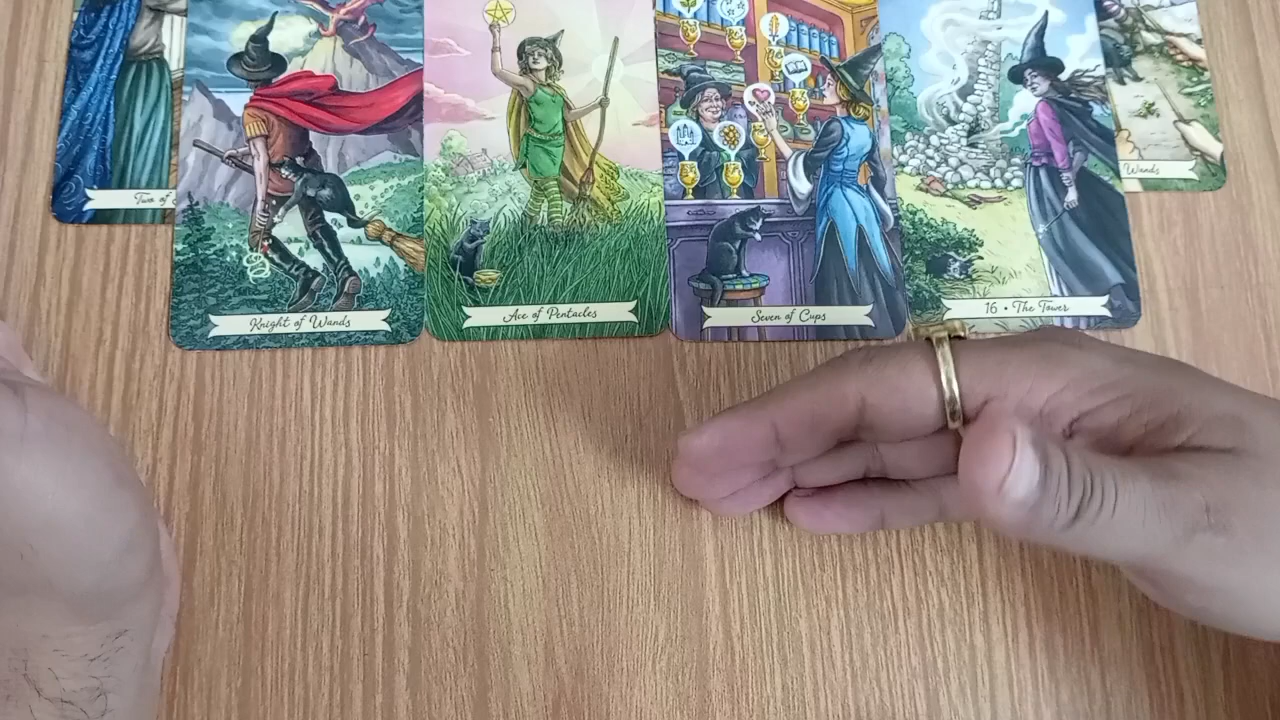 Two of
Knight of Wands
Ace of Pentacles
Seven of Cups
16 • The Tower
Wands